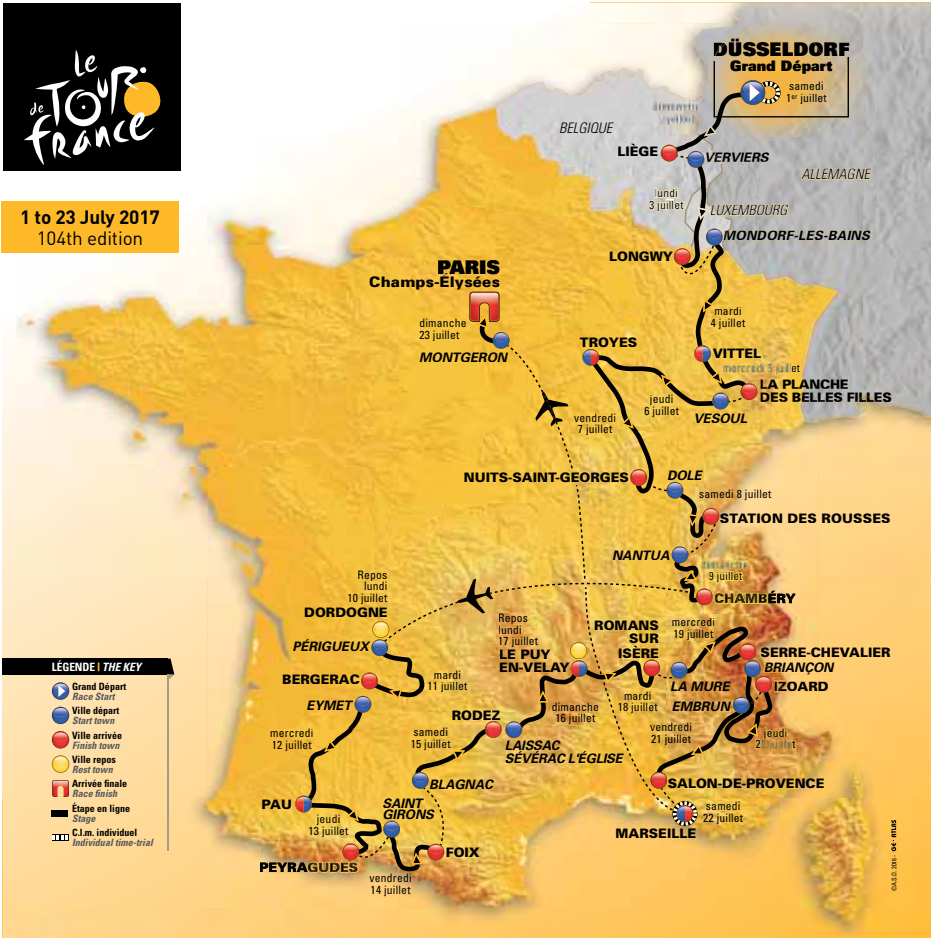 Le
de TOUR
france
1 to 23 July 2017
104th edition
DÜSSELDORF
Grand Départ
samedi
1er juillet
BELGIQUE
LIÈGE
VERVIERS
ALLEMAGNE
lundi
3 juillet
LUXEMBOURG
MONDORF-LES-BAINS
LONGWY
PARIS
Champs-Élysées
dimanche
23 juillet
MONTGERON
mardi
4 juillet
TROYES
VITTEL
mercredi 5 juillet
LA PLANCHE
DES BELLES FILLES
jeudi
6 juillet
VESOUL
vendredi
7 juillet
NUITS-SAINT-GEORGES
DOLE
samedi 8 juillet
STATION DES ROUSSES
NANTUA
dimanche
9 juillet
CHAMBÉRY
Repos
lundi
10 juillet
DORDOGNE
PÉRIGUEUX
BERGERAC
mardi
11 juillet
EYMET
mercredi
12 juillet
Repos
lundi
17 juillet
LE PUY
EN-VELAY
ROMANS
SUR
ISÈRE
mercredi
19 juillet
SERRE-CHEVALIER
BRIANÇON
IZOARD
LA MURE
EMBRUN
mardi
18 juillet
dimanche
16 juillet
RODEZ
samedi
15 juillet
LAISSAC
SÉVÉRAC L'ÉGLISE
vendredi
21 juillet
jeudi
BLAGNAC
SALON-DE-PROVENCE
PAU
SAINT
GIRONS
jeudi
13 juillet
samedi
22 juillet
MARSEILLE
PEYRAGUDES
FOIX
vendredi
14 juillet
LÉGENDE | THE KEY
Grand Départ
Race Start
Ville départ
Start town
Ville arrivée
Finish town
Ville repos
Rest town
Arrivée finale
Race finish
Étape en ligne
Stage
C.l.m. individuel
Individual time-trial
©A.S.O. 2016 - GÉ·ATLAS